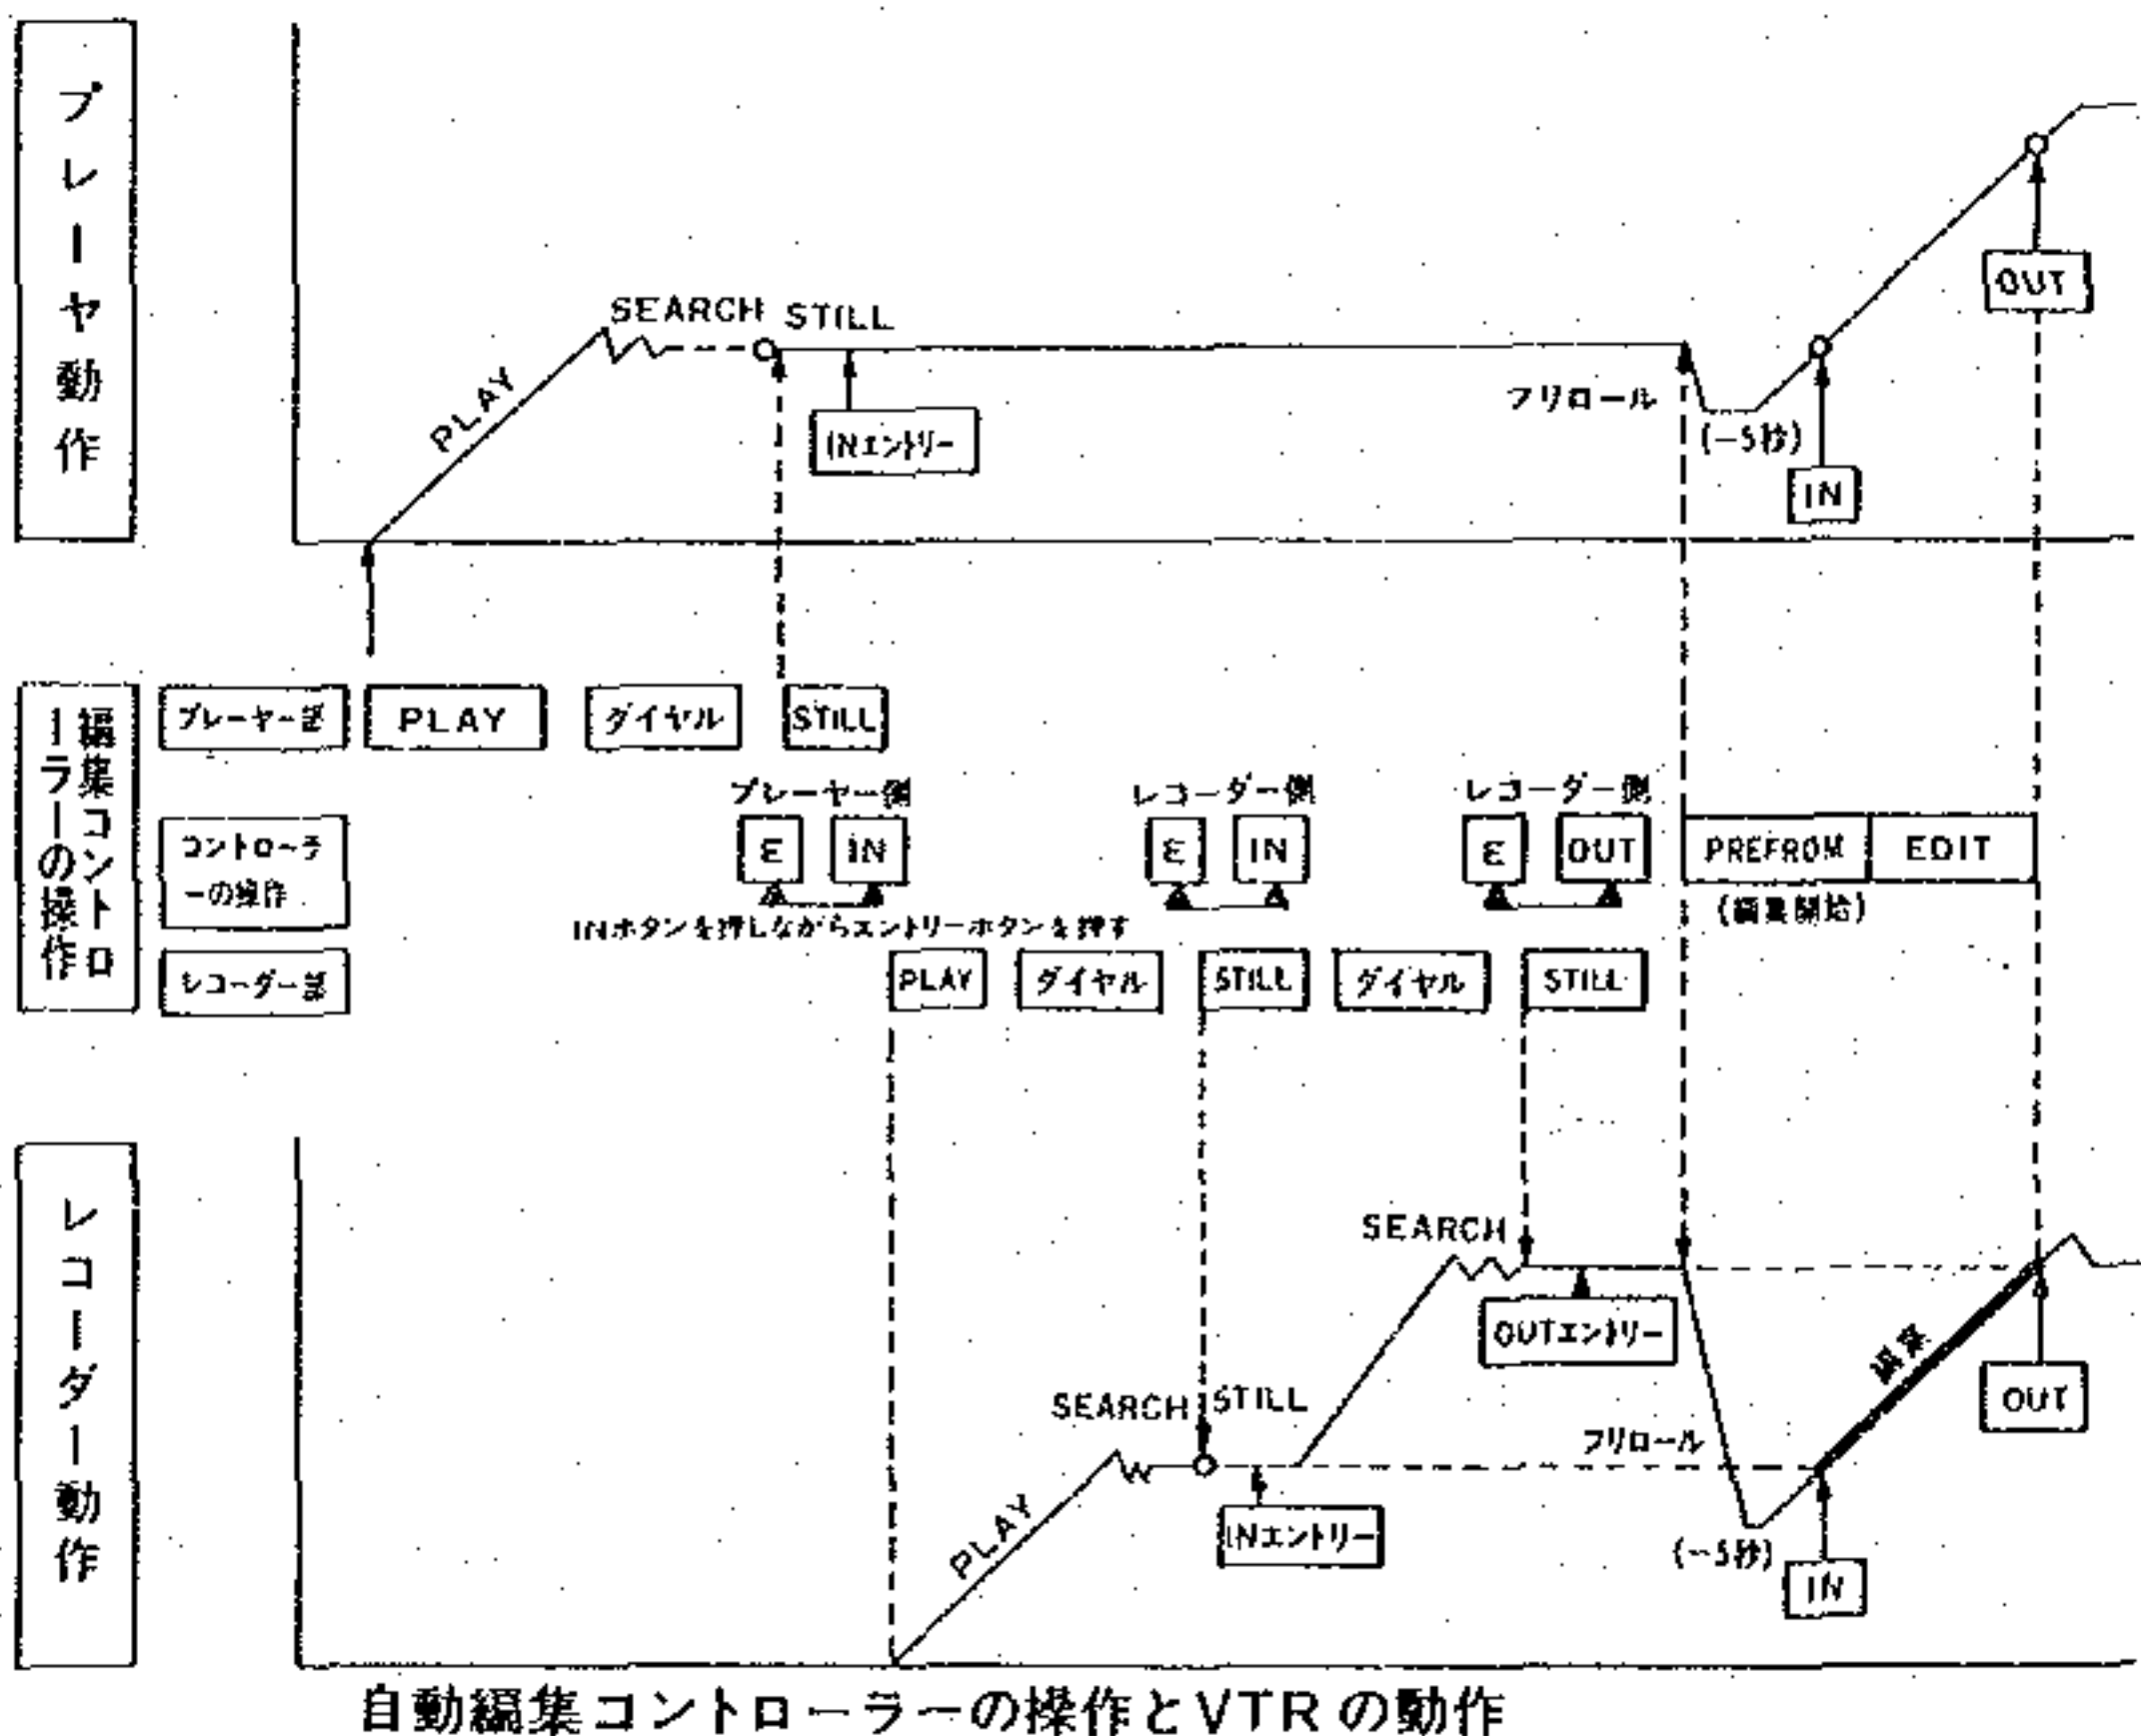 プレーヤ動作
SEARCH
STILL
PLAY
INエントリー
プリロール
(−5秒)
IN
OUT
編集コントロ
ーラーの操作
プレーヤー部
PLAY
ダイヤル
STILL
コントローラ
ーの操作
プレーヤー側
E
IN
レコーダー側
E
IN
レコーダー側
E
OUT
PREFROM
EDIT
(編集開始)
INボタンを押しながらエントリーボタンを押す
レコーダー部
PLAY
ダイヤル
STILL
ダイヤル
STILL
レコーダー動作
SEARCH
OUTエントリー
編集
OUT
SEARCH
STILL
プリロール
PLAY
INエントリー
(−5秒)
IN
自動編集コントローラーの操作とVTRの動作